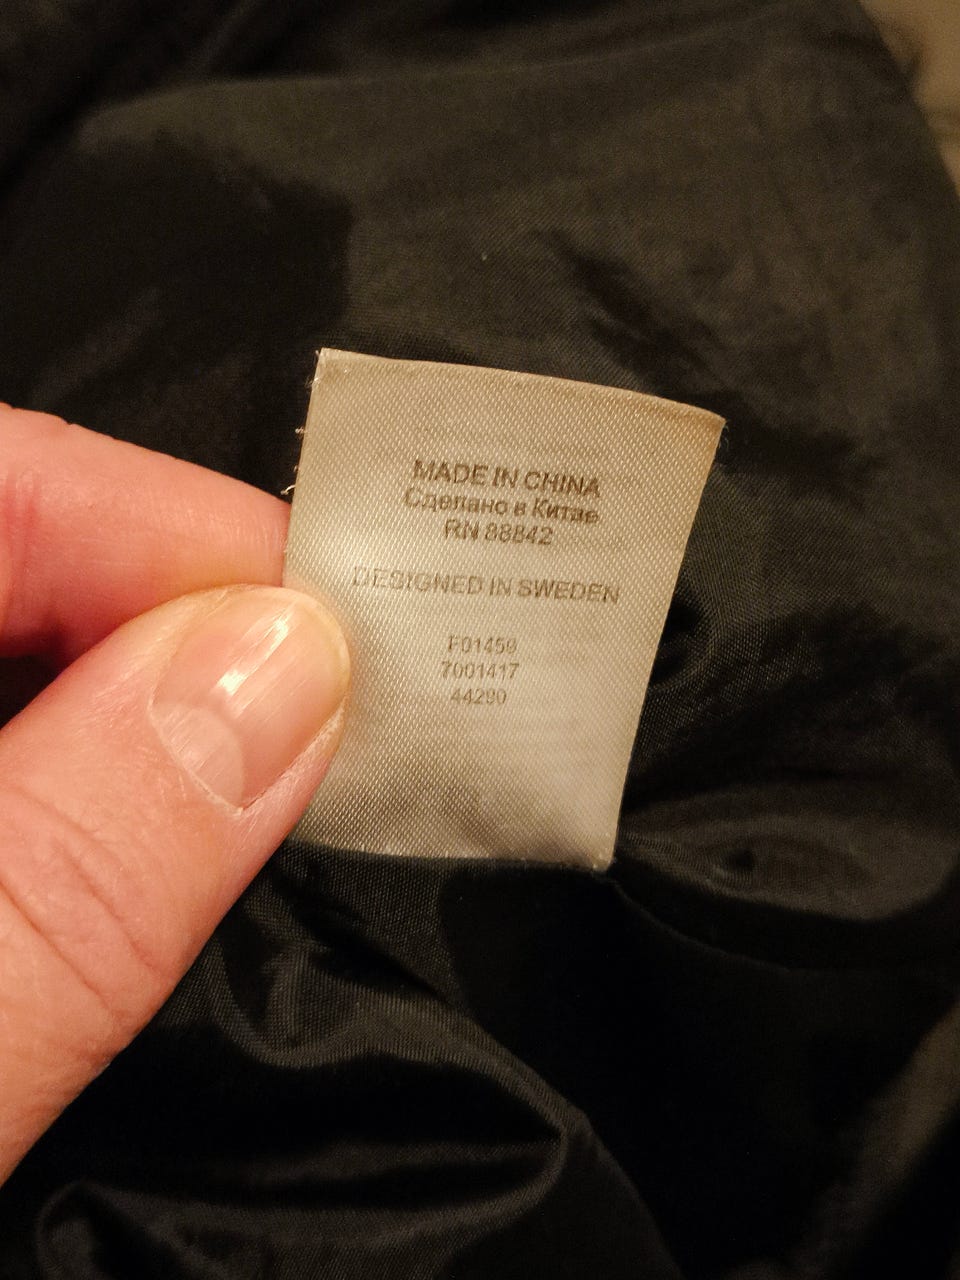 MADE IN CHINA
Сделано в Китае
RN 88842
DESIGNED IN SWEDEN
F01459
7001417
44290